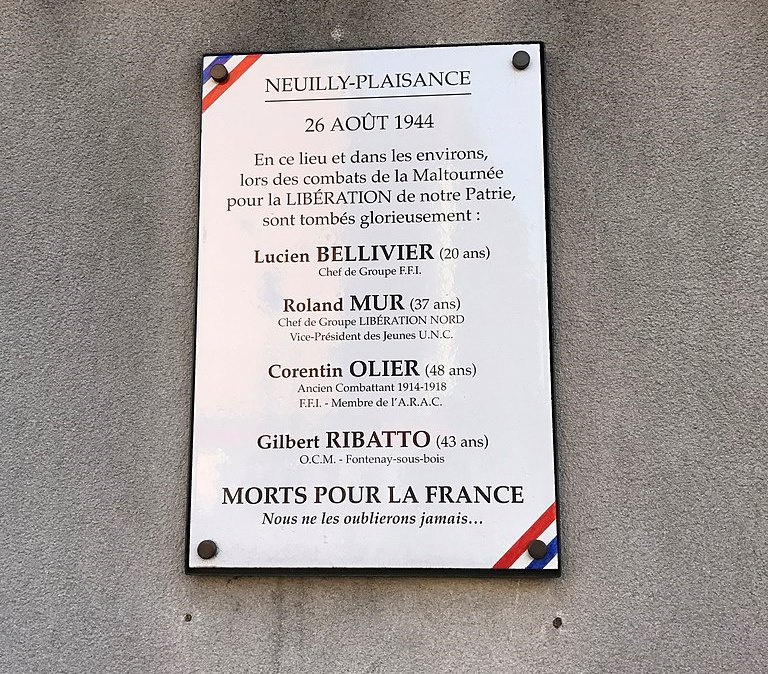 NEUILLY-PLAISANCE
26 AOÛT 1944
En ce lieu et dans les environs,
lors des combats de la Maltournée
pour la LIBÉRATION de notre Patrie,
sont tombés glorieusement :
Lucien BELLIVIER (20 ans)
Chef de Groupe F.F.I.
Roland MUR (37 ans)
Chef de Groupe LIBÉRATION NORD
Vice-Président des Jeunes U.N.C.
Corentin OLIER (48 ans)
Ancien Combattant 1914-1918
F.F.I. - Membre de l'A.R.A.C.
Gilbert RIBATTO (43 ans)
O.C.M. - Fontenay-sous-bois
MORTS POUR LA FRANCE
Nous ne les oublierons jamais...